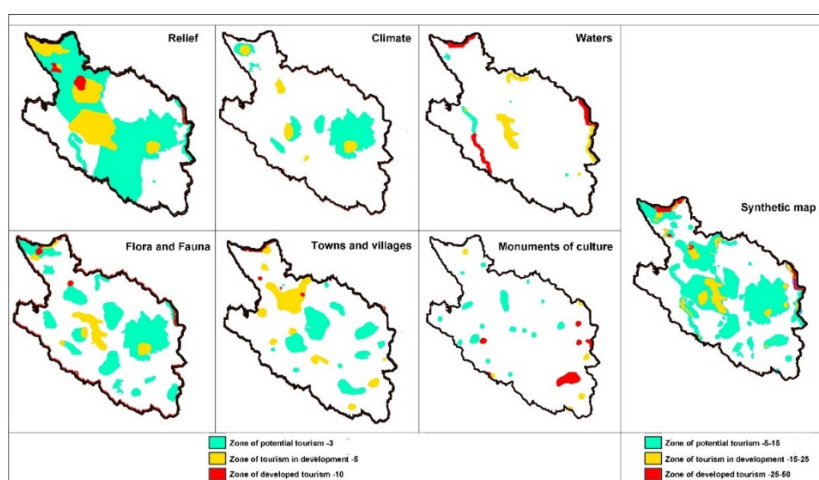 Relief
Climate
Waters
Flora and Fauna
Towns and villages
Monuments of culture
Synthetic map
Zone of potential tourism -3
Zone of tourism in development -5
Zone of developed tourism -10
Zone of potential tourism -5-15
Zone of tourism in development -15-25
Zone of developed tourism -25-50